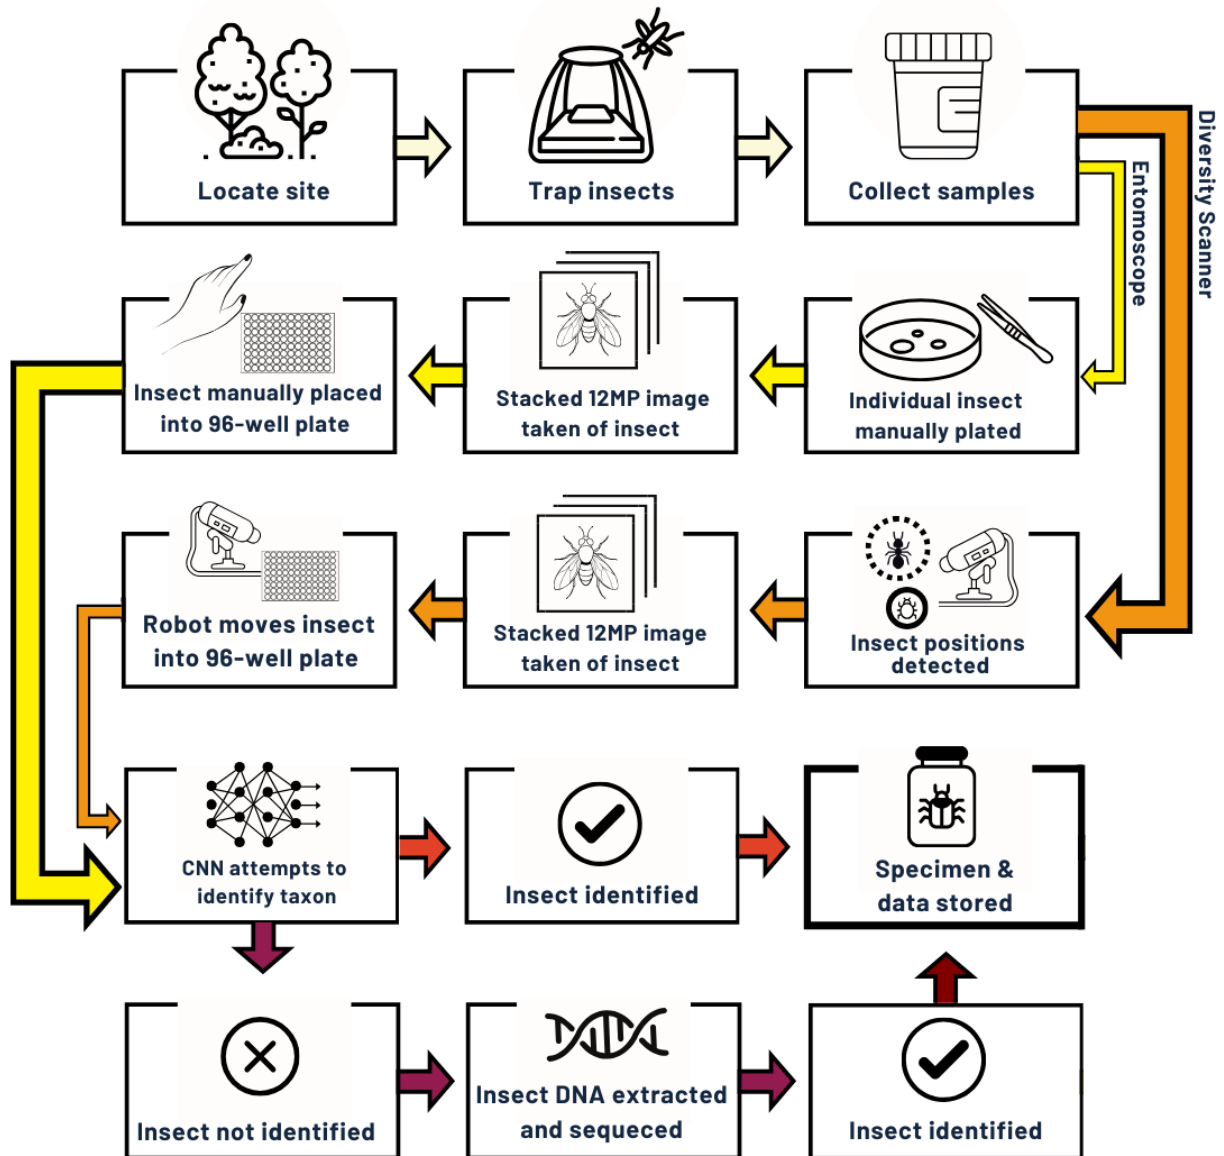 Locate site
Trap insects
Collect samples
Diversity Scanner
Entomoscope
Insect manually placed
into 96-well plate
Stacked 12MP image
taken of insect
Individual insect
manually plated
Robot moves insect
into 96-well plate
Stacked 12MP image
taken of insect
Insect positions
detected
CNN attempts to
identify taxon
Insect identified
Specimen &
data stored
Insect not identified
Insect DNA extracted
and sequeced
Insect identified